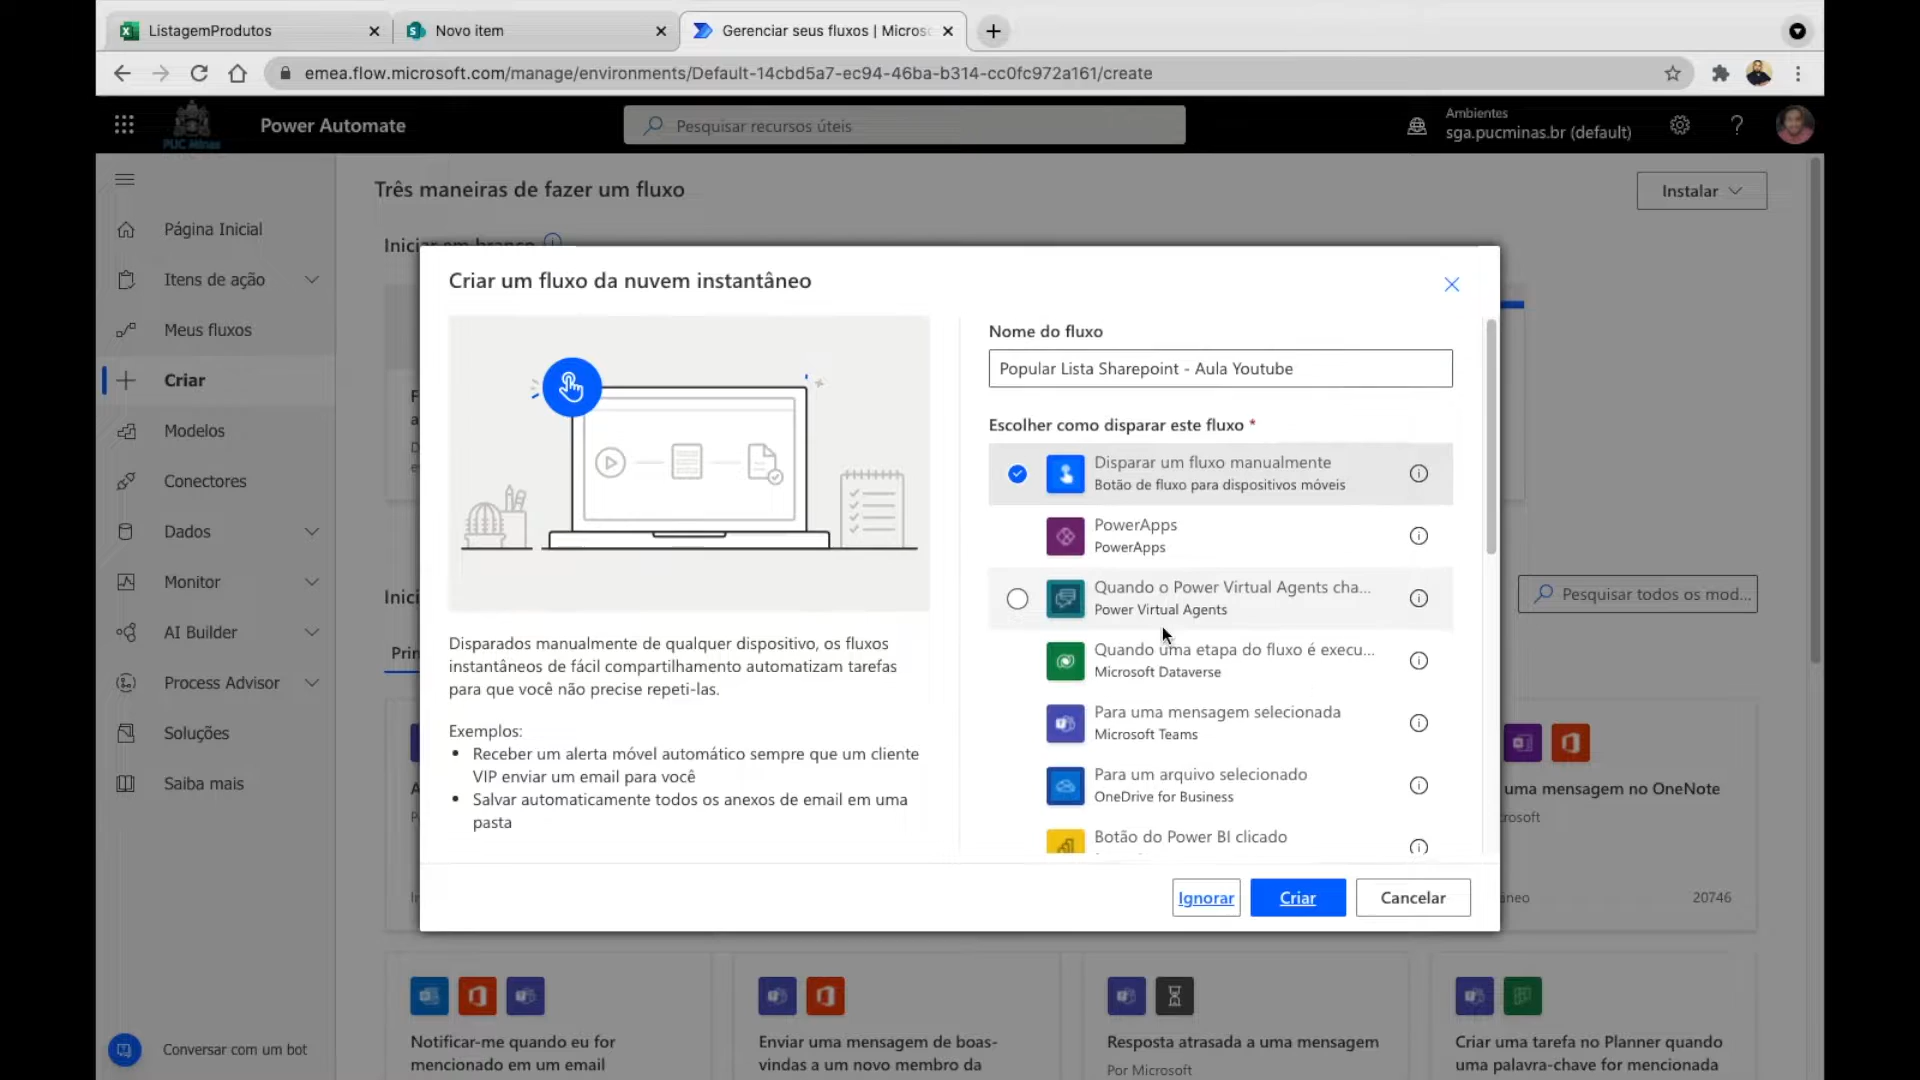 ListagemProdutos
Novo item
Gerenciar seus fluxos | Micros
emea.flow.microsoft.com/manage/environments/Default-14cbd5a7-ec94-46ba-b314-cc0fc972a161/create
PUC Minas
Power Automate
Pesquisar recursos úteis
Ambientes
sga.pucminas.br (default)
Página Inicial
Itens de ação
Meus fluxos
Criar
Modelos
Conectores
Dados
Monitor
AI Builder
Process Advisor
Soluções
Saiba mais
Conversar com um bot
Três maneiras de fazer um fluxo
Instalar
Iniciar em branco
Criar um fluxo da nuvem instantâneo
Disparados manualmente de qualquer dispositivo, os fluxos
instantâneos de fácil compartilhamento automatizam tarefas
para que você não precise repeti-las.
Exemplos:
• Receber um alerta móvel automático sempre que um cliente
VIP enviar um email para você
• Salvar automaticamente todos os anexos de email em uma
pasta
Nome do fluxo
Popular Lista Sharepoint - Aula Youtube
Escolher como disparar este fluxo *
Disparar um fluxo manualmente
Botão de fluxo para dispositivos móveis
PowerApps
PowerApps
Quando o Power Virtual Agents cha...
Power Virtual Agents
Quando uma etapa do fluxo é execu...
Microsoft Dataverse
Para uma mensagem selecionada
Microsoft Teams
Para um arquivo selecionado
OneDrive for Business
Botão do Power BI clicado
Ignorar
Criar
Cancelar
Inici
Pesquisar todos os mod...
Prin
uma mensagem no OneNote
rosoft
âneo
20746
Notificar-me quando eu for
mencionado em um email
Enviar uma mensagem de boas-
vindas a um novo membro da
Resposta atrasada a uma mensagem
Por Microsoft
Criar uma tarefa no Planner quando
uma palavra-chave for mencionada